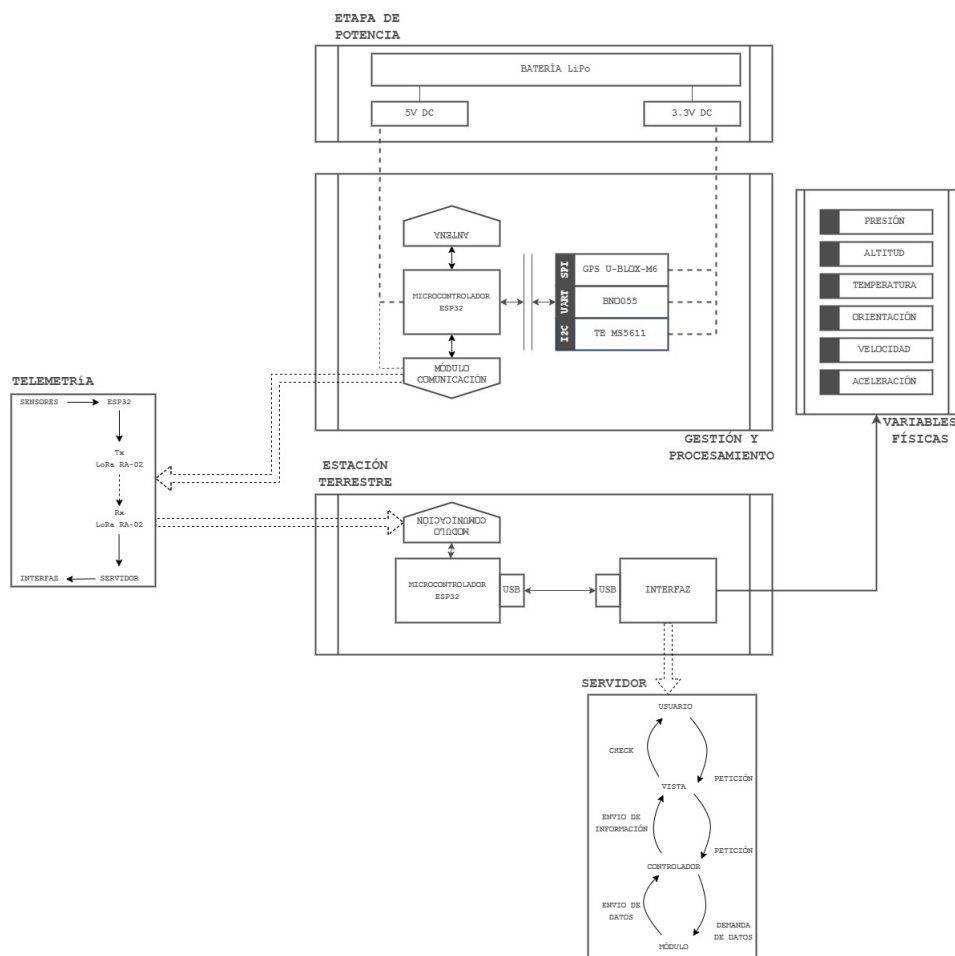 ETAPA DE
POTENCIA
BATERÍA LiPo
5V DC
3.3V DC
ANTENA
MICROCONTROLADOR
ESP32
MÓDULO
COMUNICACIÓN
SPI
GPS U-BLOX-M6
UART
BNO055
I2C
TE MS5611
GESTIÓN Y
PROCESAMIENTO
PRESIÓN
ALTITUD
TEMPERATURA
ORIENTACIÓN
VELOCIDAD
ACELERACIÓN
VARIABLES
FÍSICAS
TELEMETRíA
SENSORES
ESP32
Tx
LoRa RA-02
Rx
LoRa RA-02
INTERFAZ
SERVIDOR
ESTACIÓN
TERRESTRE
MODULO
COMUNICACIÓN
MICROCONTROLADOR
ESP32
USB
USB
INTERFAZ
SERVIDOR
USUARIO
CHECK
PETICIÓN
VISTA
ENVIO DE
INFORMACIÓN
PETICIÓN
CONTROLADOR
ENVIO DE
DATOS
DEMANDA
DE DATOS
MÓDULO